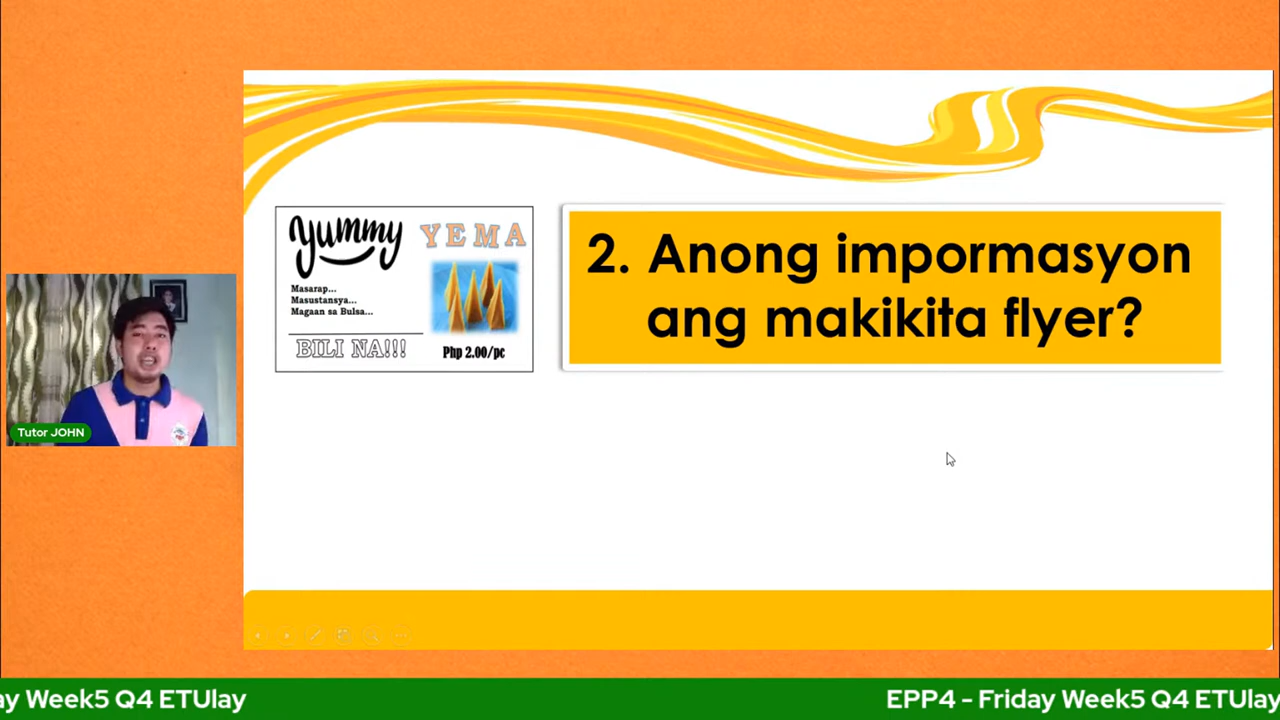 yummy
YEMA
Masarap...
Masustansya...
Magaan sa Bulsa...
BILI NA!!!
Php 2.00/pc
2. Anong impormasyon
ang makikita flyer?
Tutor JOHN
ay Week5 Q4 ETUlay
EPP4 - Friday Week5 Q4 ETUlay